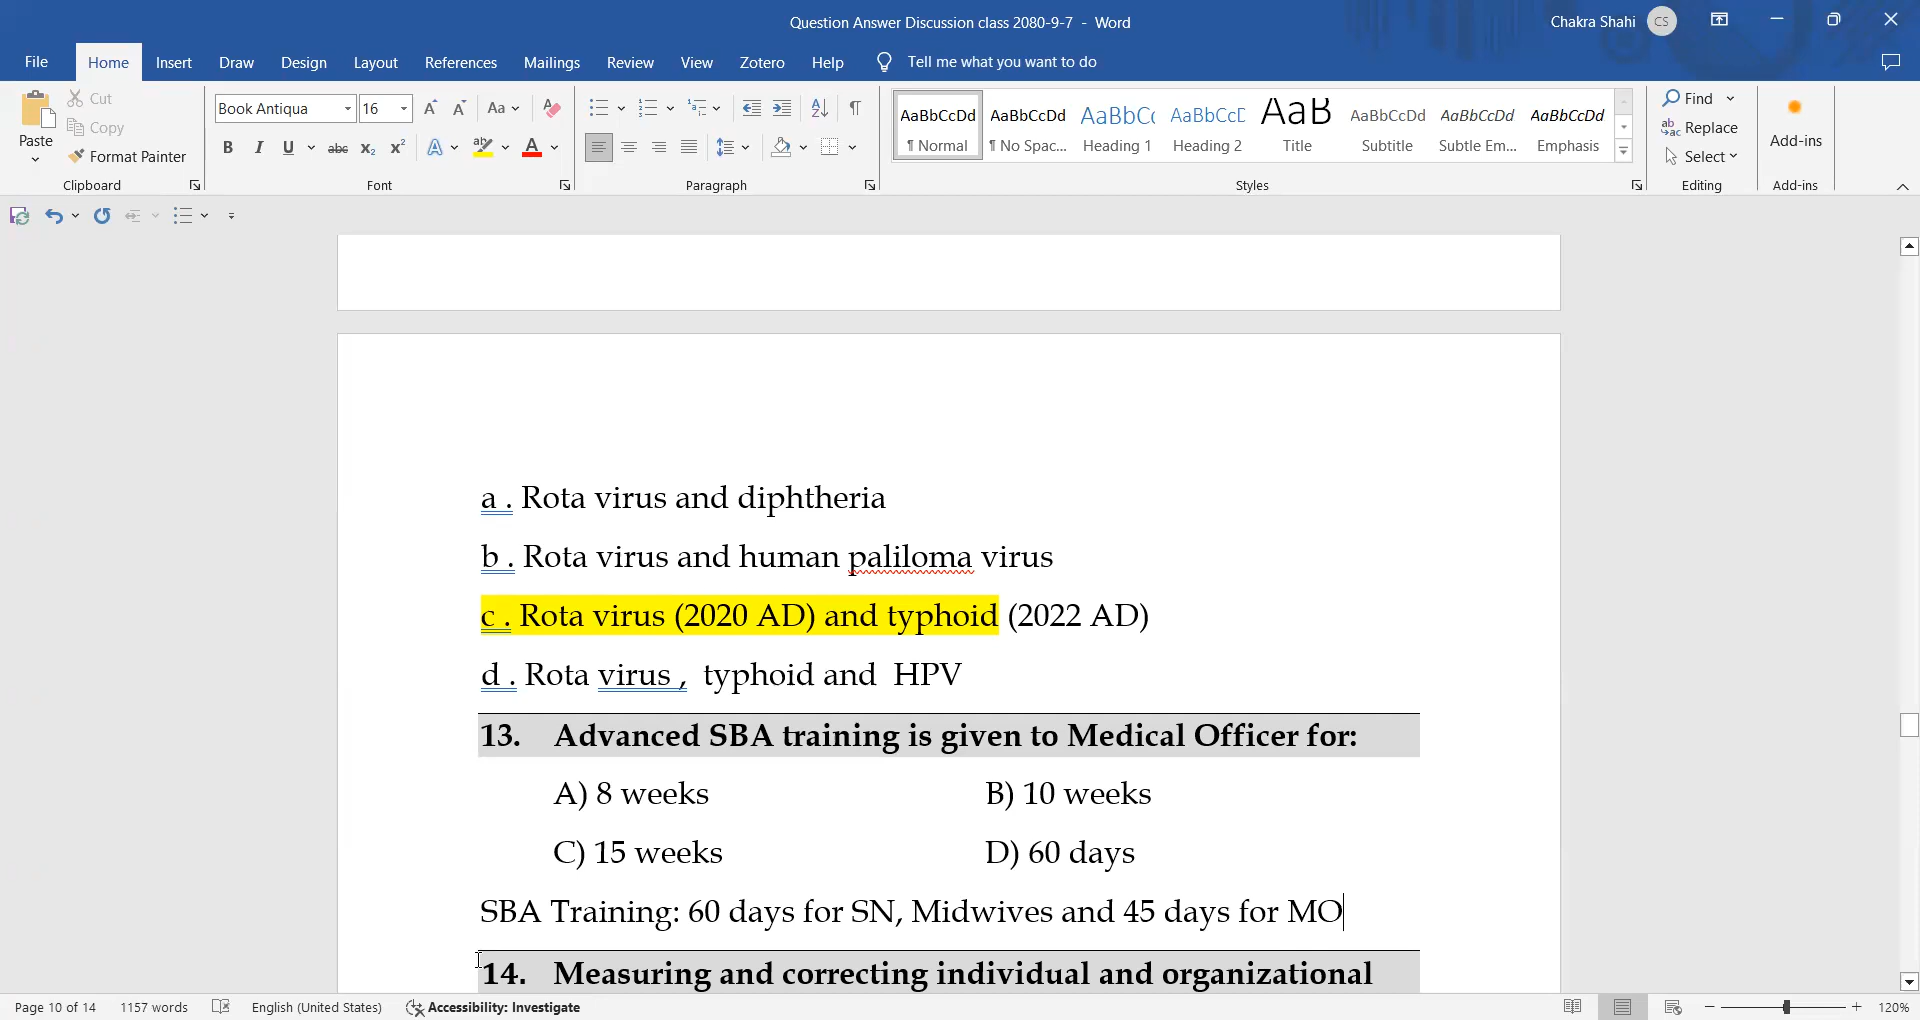 Question Answer Discussion class 2080-9-7 - Word
Chakra Shahi CS
File Home Insert Draw Design Layout References Mailings Review View Zotero Help Tell me what you want to do
Paste Cut Copy Format Painter
Book Antiqua 16 Aa
B I U abc x2 x2 A ab A
AaBbCcDd AaBbCcDd AaBbCc AaBbCcD AaB AaBbCcDd AaBbCcDd AaBbCcDd
¶ Normal ¶ No Spac... Heading 1 Heading 2 Title Subtitle Subtle Em... Emphasis
Find Replace Select Add-ins
Clipboard Font Paragraph Styles Editing Add-ins
a . Rota virus and diphtheria
b . Rota virus and human paliloma virus
c . Rota virus (2020 AD) and typhoid (2022 AD)
d . Rota virus , typhoid and HPV
13. Advanced SBA training is given to Medical Officer for:
A) 8 weeks B) 10 weeks
C) 15 weeks D) 60 days
SBA Training: 60 days for SN, Midwives and 45 days for MO
14. Measuring and correcting individual and organizational
Page 10 of 14 1157 words English (United States) Accessibility: Investigate 120%